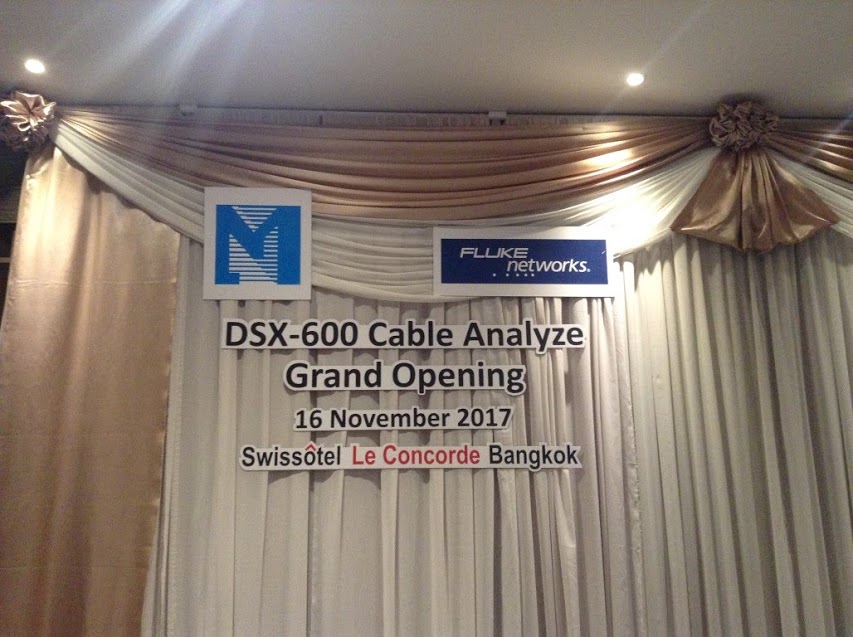 FLUKE
networks®
DSX-600 Cable Analyze
Grand Opening
16 November 2017
Swissôtel Le Concorde Bangkok